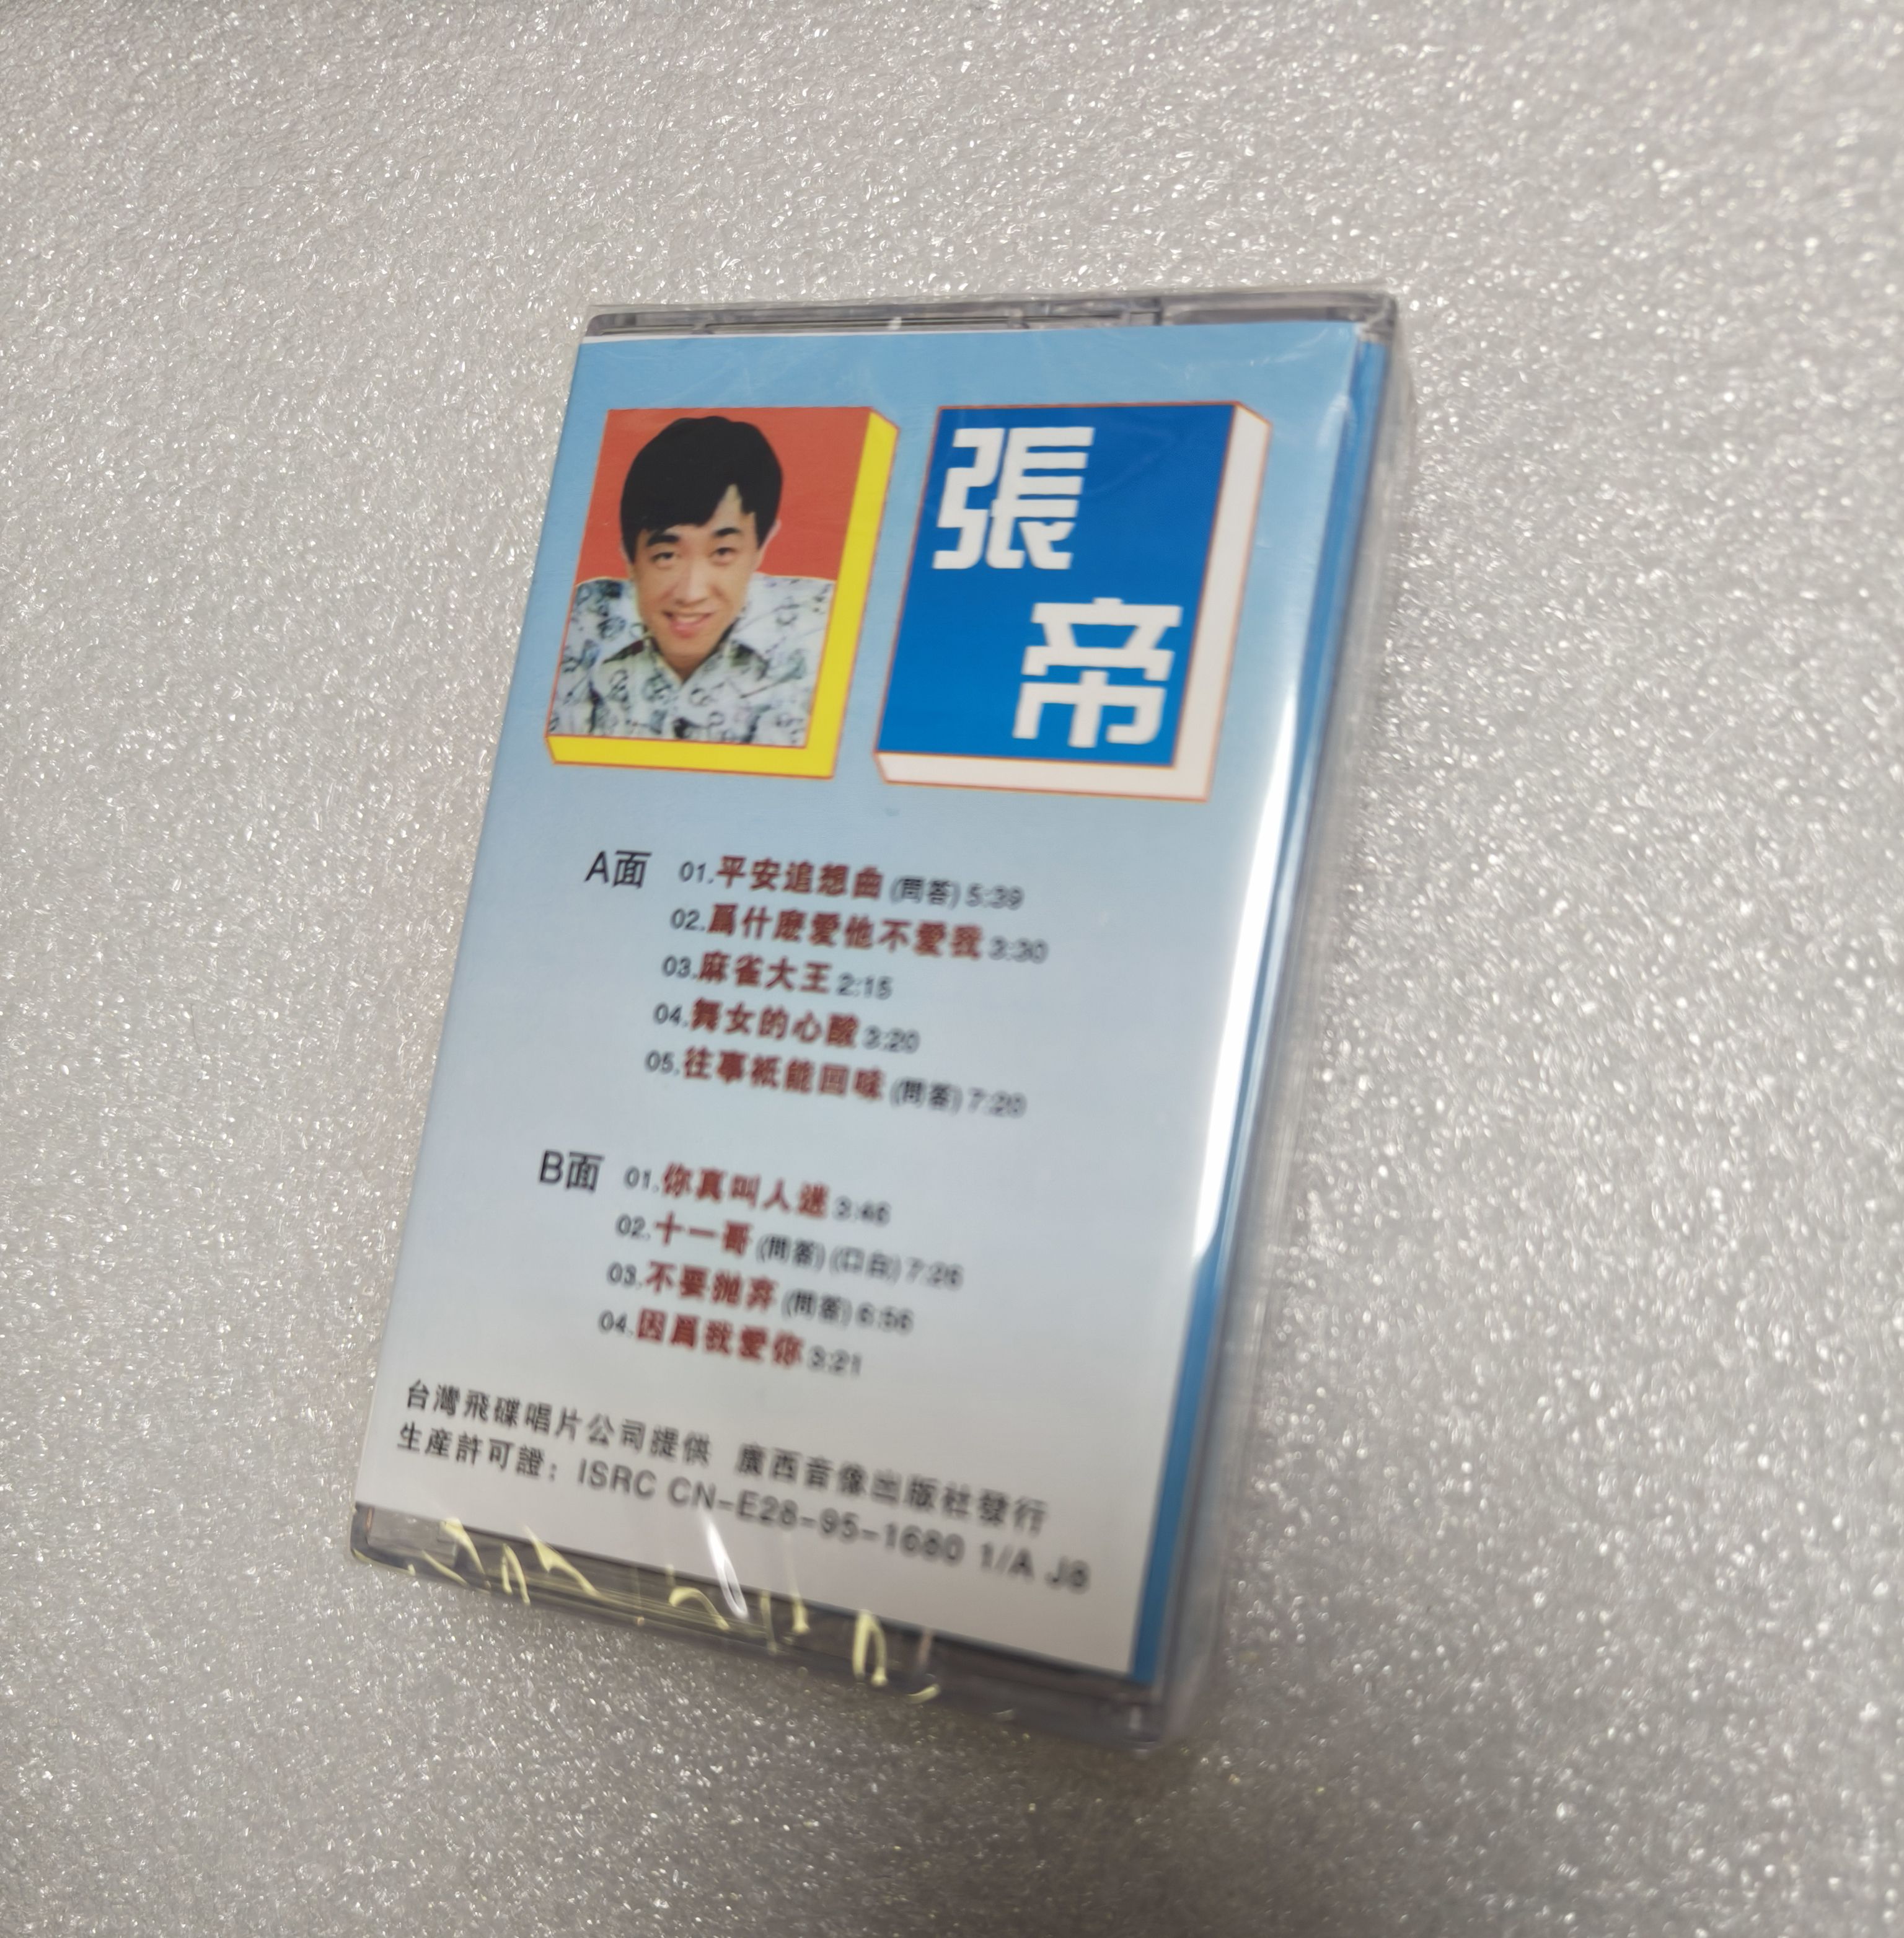 張
帝
A面 01.平安追想曲 (問答) 5:39
02.爲什麽愛他不愛我 3:30
03.麻雀大王 2:15
04.舞女的心酸 3:20
05.往事祇能回味 (問答) 7:20
B面 01.你真叫人迷 3:46
02.十一哥 (問答) (口白) 7:26
03.不要抛弃 (問答) 6:56
04.因爲我愛你 3:21
台灣飛碟唱片公司提供 廣西音像出版社發行
生産許可證：ISRC CN-E28-95-1680 1/A J6